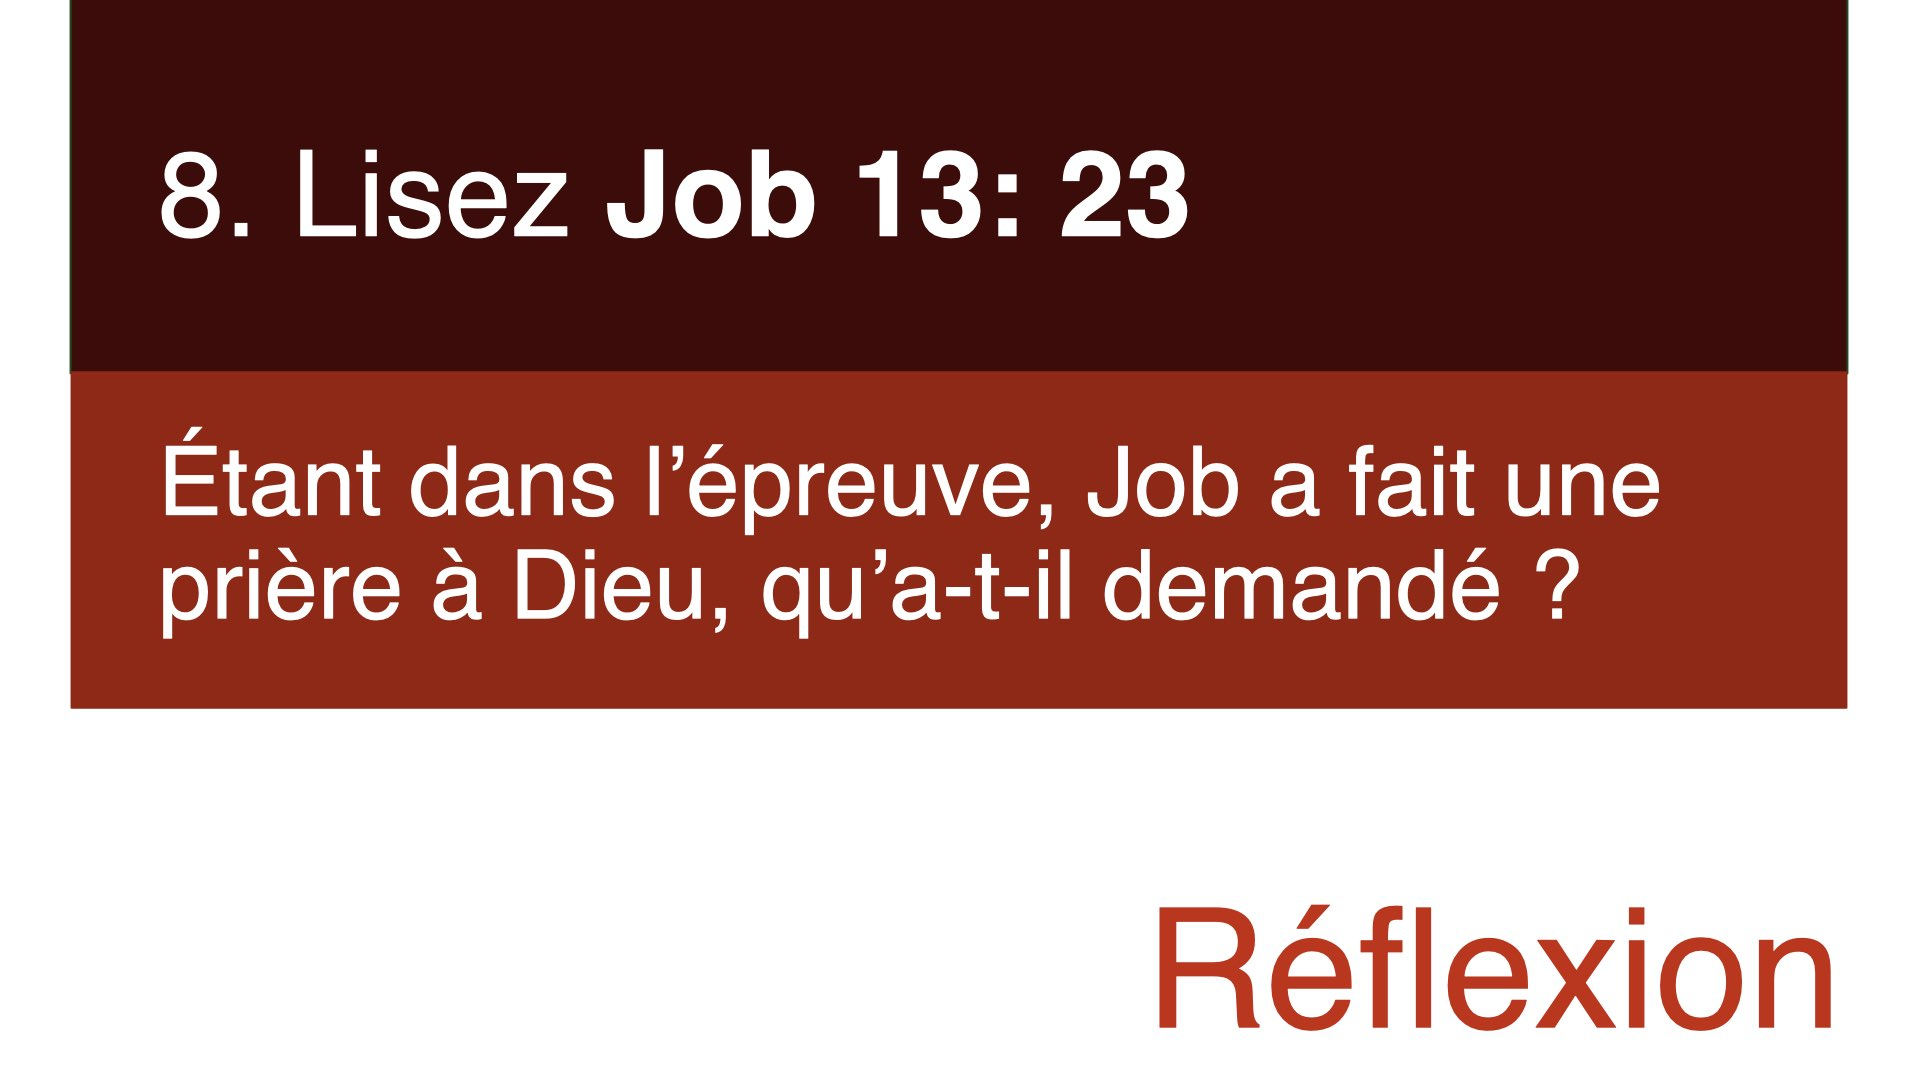 8. Lisez Job 13: 23
Étant dans l’épreuve, Job a fait une
prière à Dieu, qu’a-t-il demandé ?
Réflexion